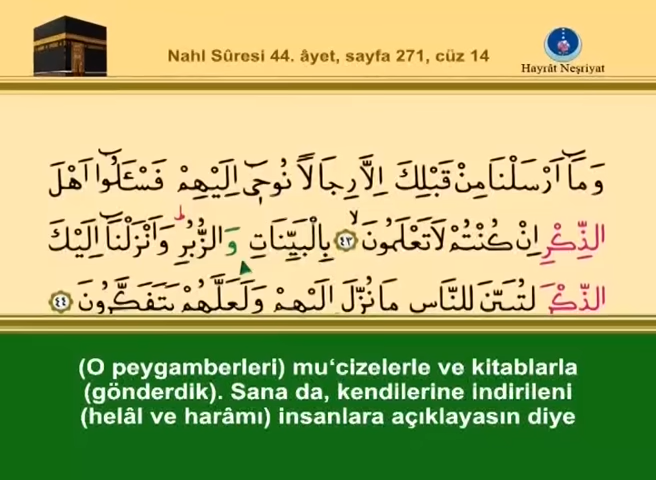 Nahl Sûresi 44. âyet, sayfa 271, cüz 14
Hayrât Neşriyat
وَمَٓا اَرْسَلْنَا مِنْ قَبْلِكَ اِلَّا رِجَالًا نُوحٖٓي اِلَيْهِمْ فَسْـَٔلُٓوا اَهْلَ
الذِّكْرِ اِنْ كُنْتُمْ لَا تَعْلَمُونَۙ ﴿٤٣﴾ بِالْبَيِّنَاتِ وَالزُّبُرِۜ وَاَنْزَلْنَٓا اِلَيْكَ
الذِّكْرَ لِتُبَيِّنَ لِلنَّاسِ مَا نُزِّلَ اِلَيْهِمْ وَلَعَلَّهُمْ يَتَفَكَّرُونَ ﴿٤٤﴾
(O peygamberleri) mu‘cizelerle ve kitablarla
(gönderdik). Sana da, kendilerine indirileni
(helâl ve harâmı) insanlara açıklayasın diye